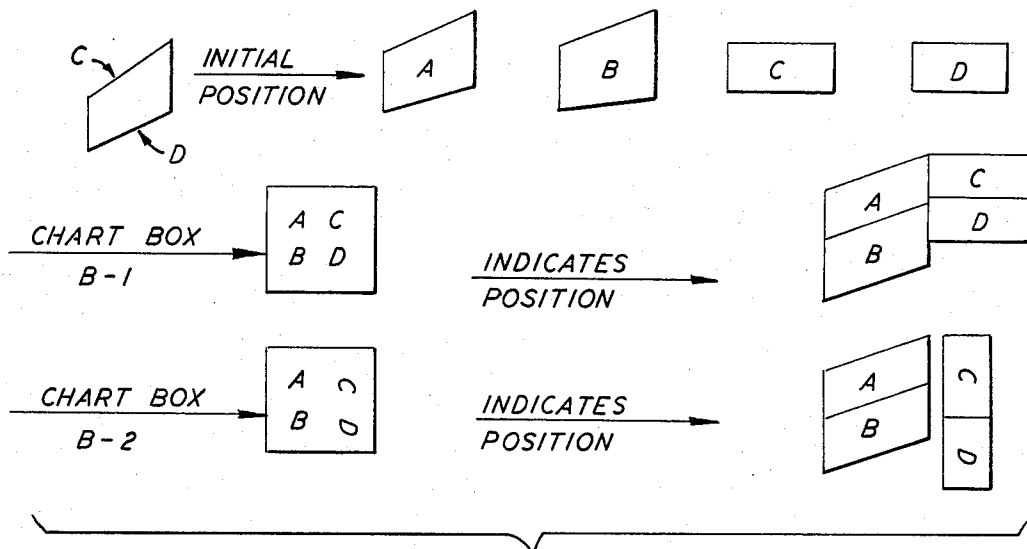 C
D
INITIAL
POSITION
A
B
C
D
CHART BOX
B-1
A C
B D
INDICATES
POSITION
A
B
C
D
CHART BOX
B-2
A C
B D
INDICATES
POSITION
A
B
C
D